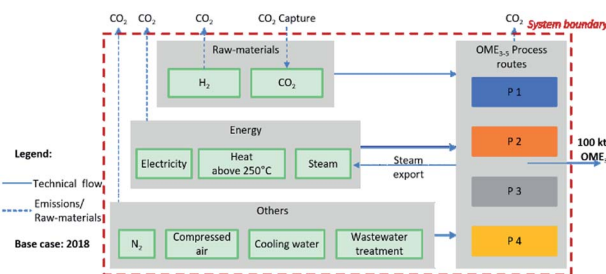 CO₂ CO₂ CO₂ CO₂ Capture CO₂
System boundary
Raw-materials
H₂ CO₂
OME₃₋₅ Process
routes
P 1
P 2
P 3
P 4
Energy
Electricity
Heat
above 250°C
Steam
Steam
export
100 kt
OME
Others
N₂
Compressed
air
Cooling water
Wastewater
treatment
Legend:
Technical flow
Emissions/
Raw-materials
Base case: 2018